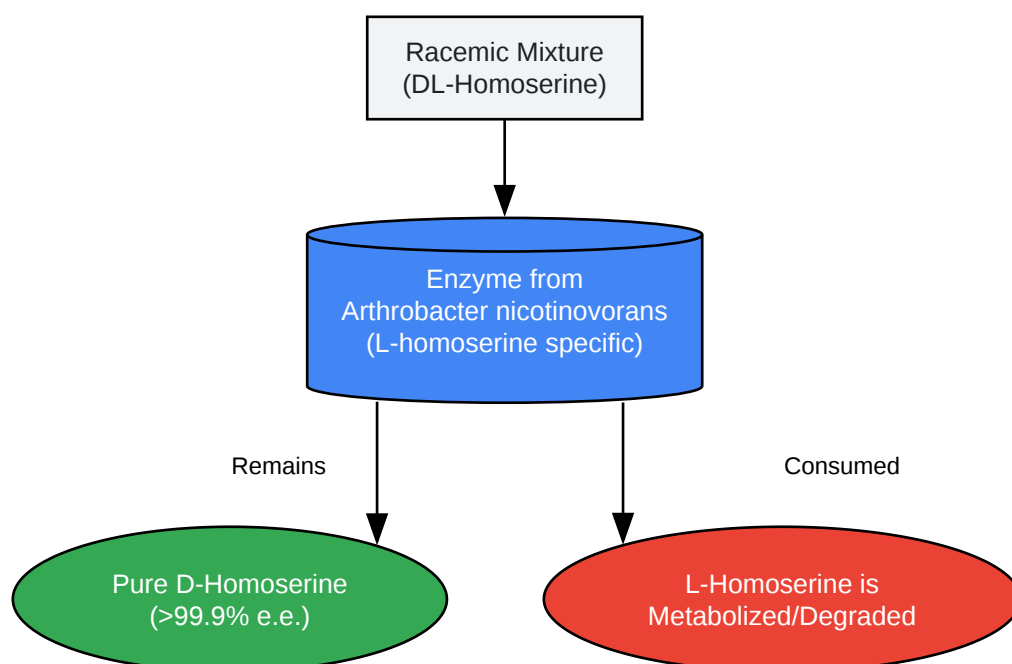 Racemic Mixture
(DL-Homoserine)
Enzyme from
Arthrobacter nicotinovorans
(L-homoserine specific)
Remains
Consumed
Pure D-Homoserine
(>99.9% e.e.)
L-Homoserine is
Metabolized/Degraded